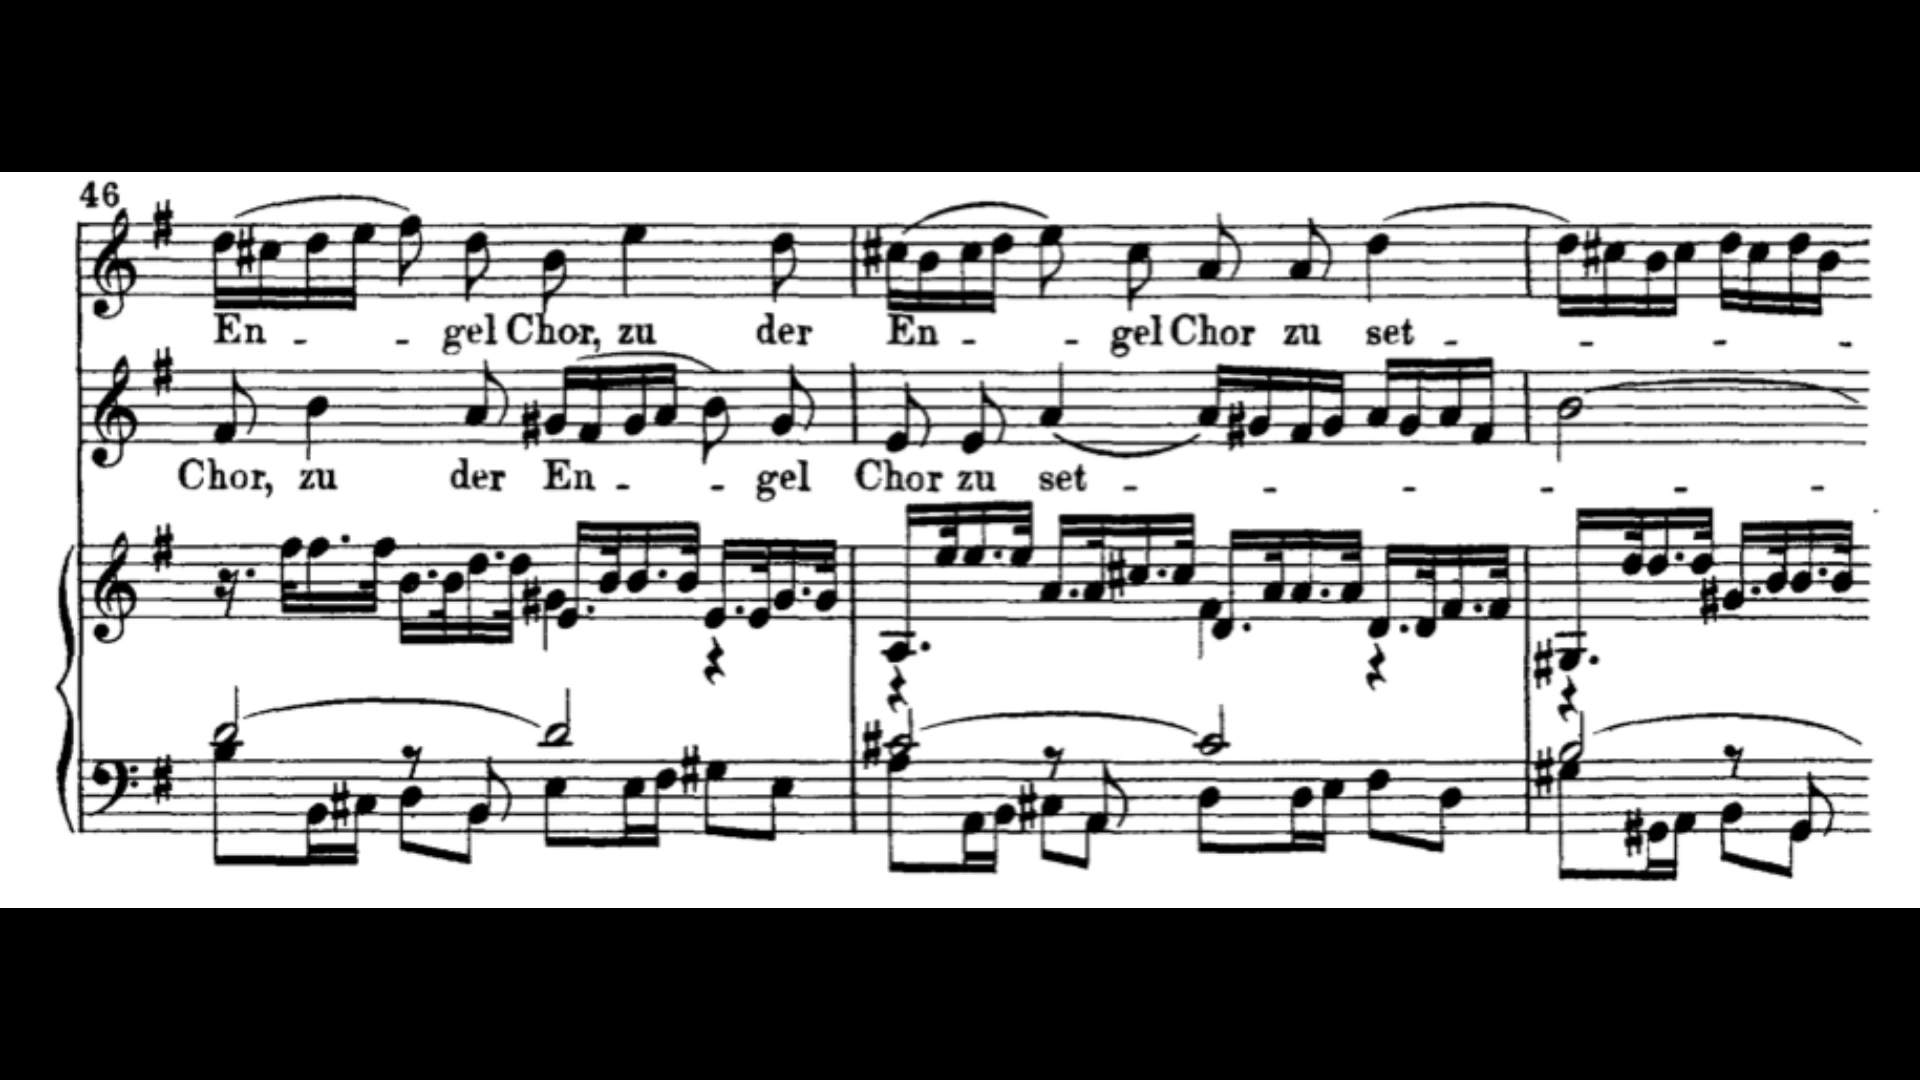 46
En - - gel Chor, zu der En - - gel Chor zu set - - - -
Chor, zu der En - - gel Chor zu set - - - - - -